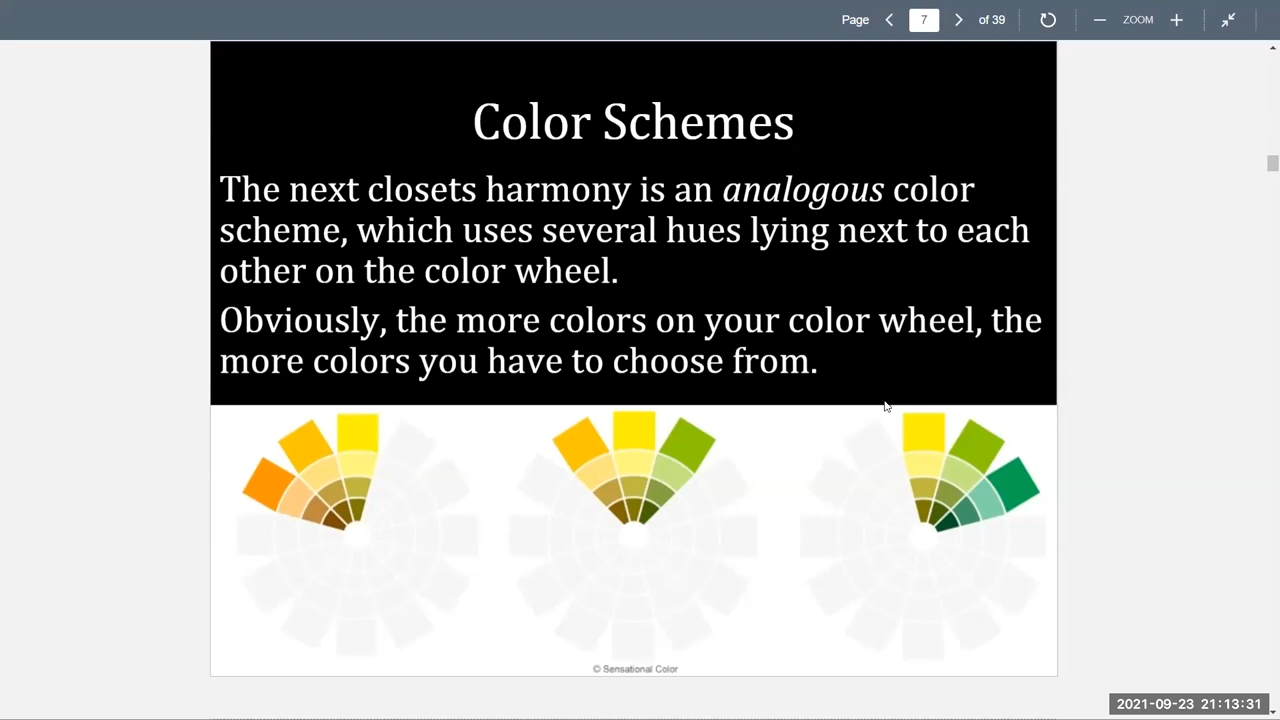 Page 7 of 39 ZOOM
Color Schemes
The next closets harmony is an analogous color
scheme, which uses several hues lying next to each
other on the color wheel.
Obviously, the more colors on your color wheel, the
more colors you have to choose from.
© Sensational Color
2021-09-23 21:13:31